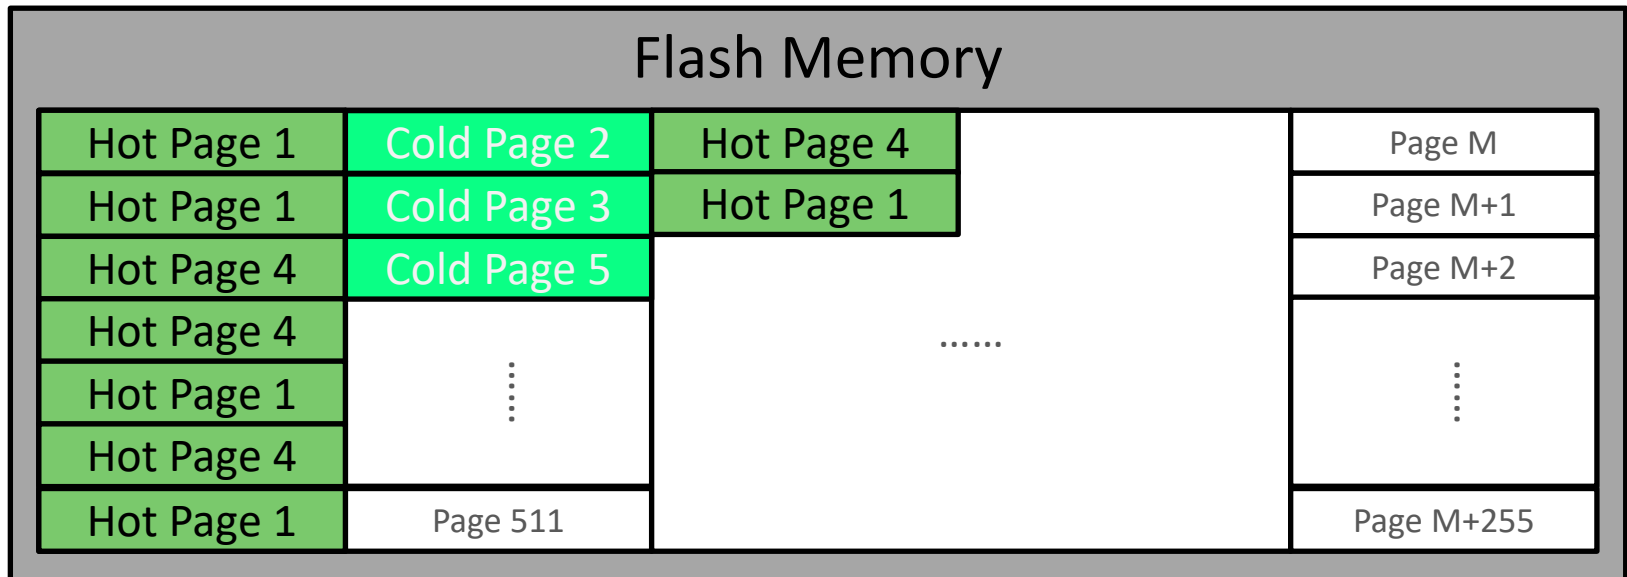 Flash Memory
Hot Page 1
Cold Page 2
Hot Page 4
Page M
Hot Page 1
Cold Page 3
Hot Page 1
Page M+1
Hot Page 4
Cold Page 5
Page M+2
Hot Page 4
......
Hot Page 1
......
......
Hot Page 4
Hot Page 1
Page 511
Page M+255